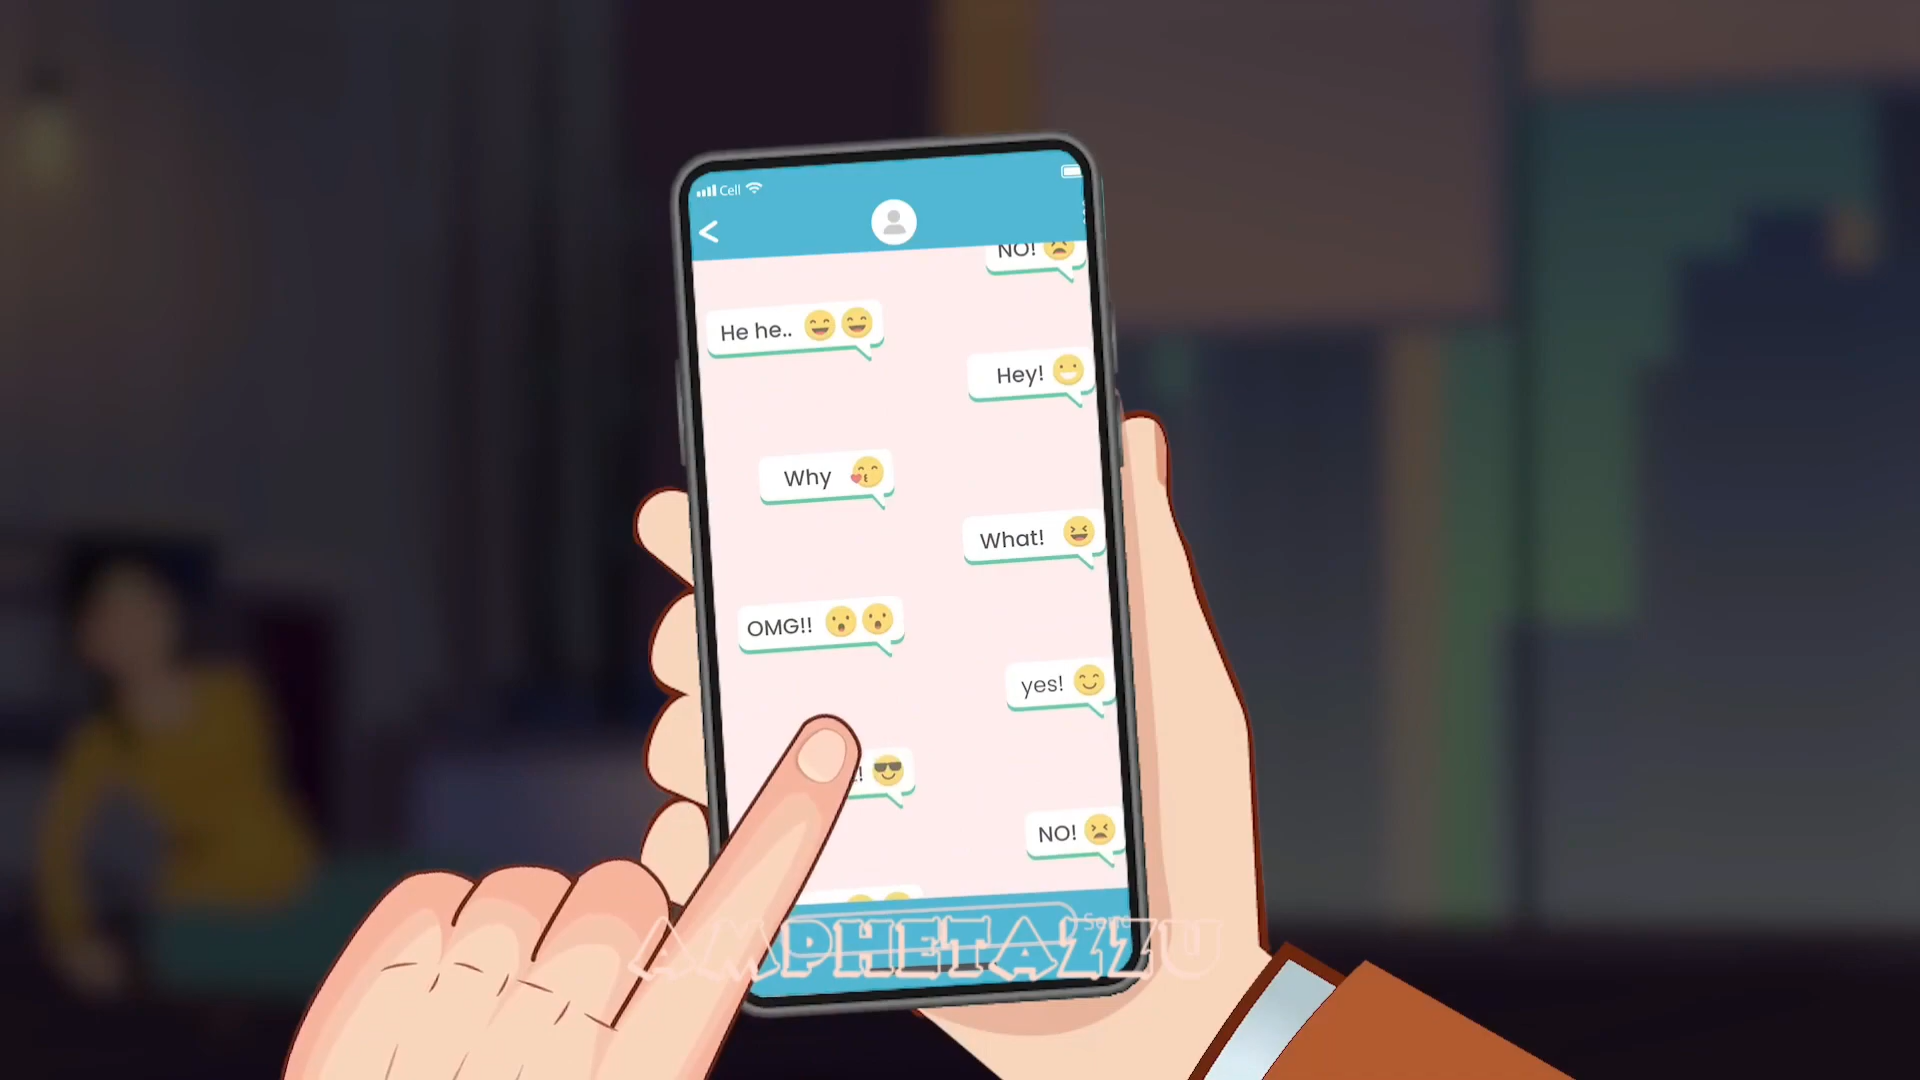 Cell
NO!
He he..
Hey!
Why
What!
OMG!!
yes!
!
NO!
AMPHETAZZU